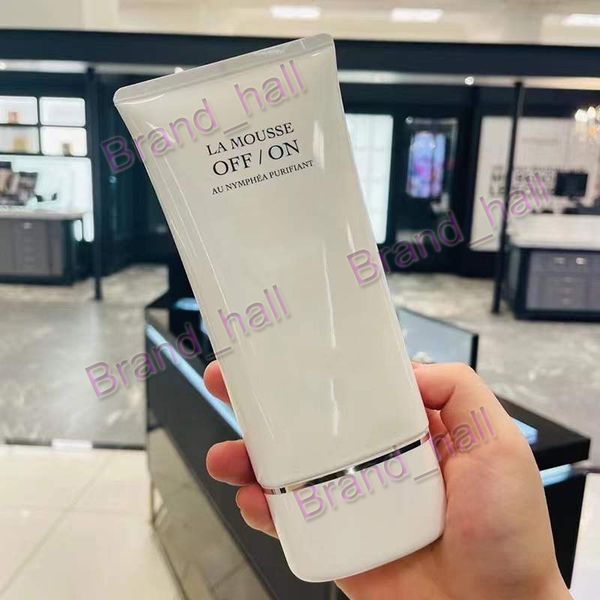 LA MOUSSE
OFF / ON
AU NYMPHÉA PURIFIANT
Brand_hall
Brand_hall
Brand_hall
Brand_hall
Brand_hall